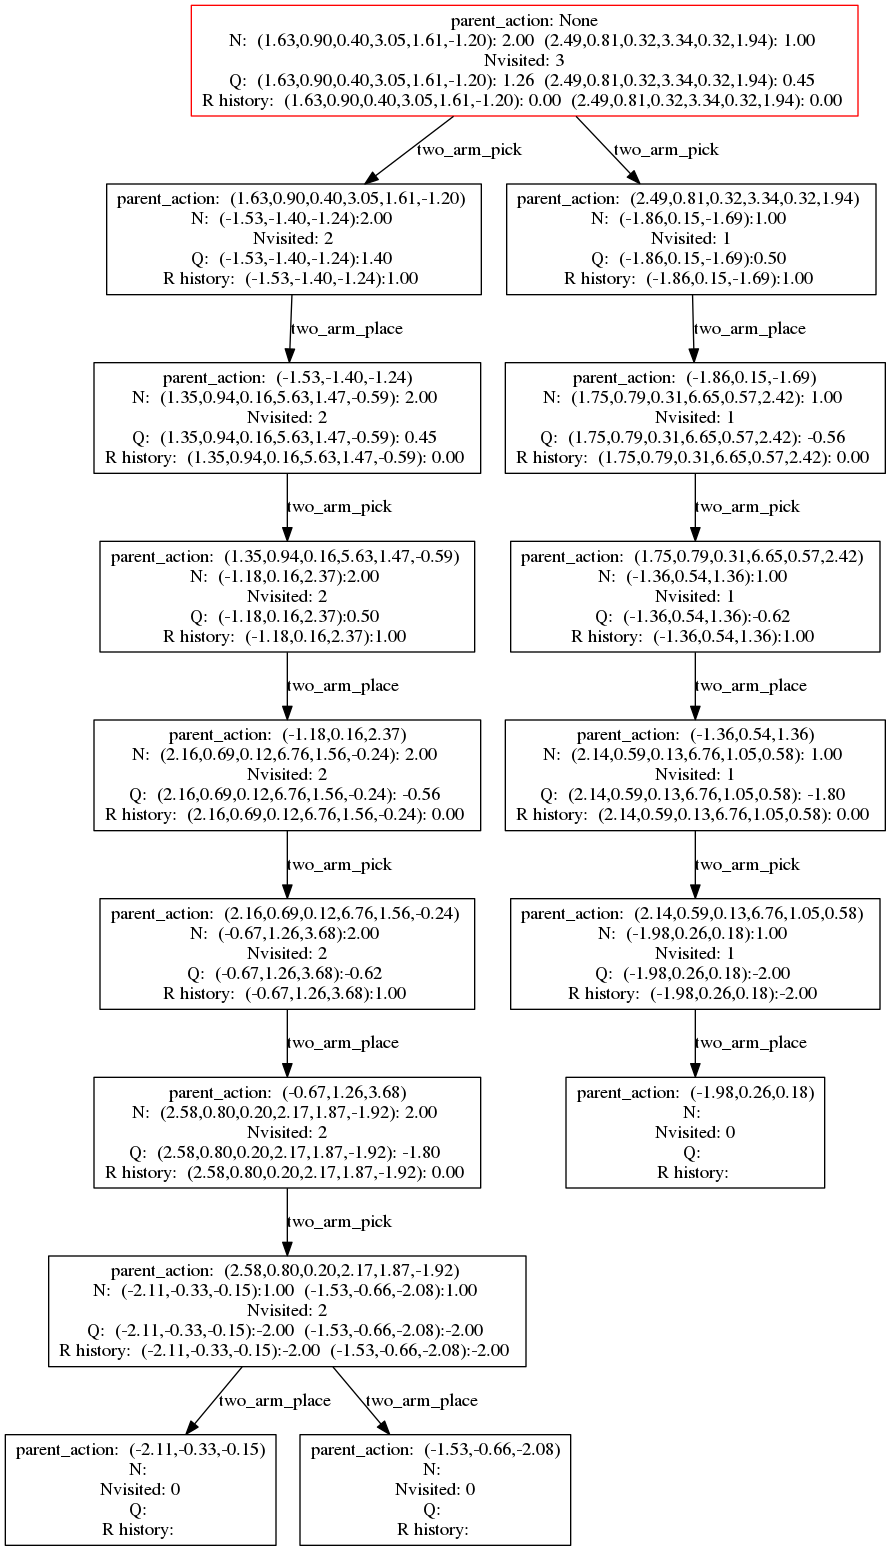 parent_action: None
N: (1.63,0.90,0.40,3.05,1.61,-1.20): 2.00 (2.49,0.81,0.32,3.34,0.32,1.94): 1.00
Nvisited: 3
Q: (1.63,0.90,0.40,3.05,1.61,-1.20): 1.26 (2.49,0.81,0.32,3.34,0.32,1.94): 0.45
R history: (1.63,0.90,0.40,3.05,1.61,-1.20): 0.00 (2.49,0.81,0.32,3.34,0.32,1.94): 0.00
two_arm_pick
two_arm_pick
parent_action: (1.63,0.90,0.40,3.05,1.61,-1.20)
N: (-1.53,-1.40,-1.24):2.00
Nvisited: 2
Q: (-1.53,-1.40,-1.24):1.40
R history: (-1.53,-1.40,-1.24):1.00
parent_action: (2.49,0.81,0.32,3.34,0.32,1.94)
N: (-1.86,0.15,-1.69):1.00
Nvisited: 1
Q: (-1.86,0.15,-1.69):0.50
R history: (-1.86,0.15,-1.69):1.00
two_arm_place
two_arm_place
parent_action: (-1.53,-1.40,-1.24)
N: (1.35,0.94,0.16,5.63,1.47,-0.59): 2.00
Nvisited: 2
Q: (1.35,0.94,0.16,5.63,1.47,-0.59): 0.45
R history: (1.35,0.94,0.16,5.63,1.47,-0.59): 0.00
parent_action: (-1.86,0.15,-1.69)
N: (1.75,0.79,0.31,6.65,0.57,2.42): 1.00
Nvisited: 1
Q: (1.75,0.79,0.31,6.65,0.57,2.42): -0.56
R history: (1.75,0.79,0.31,6.65,0.57,2.42): 0.00
two_arm_pick
two_arm_pick
parent_action: (1.35,0.94,0.16,5.63,1.47,-0.59)
N: (-1.18,0.16,2.37):2.00
Nvisited: 2
Q: (-1.18,0.16,2.37):0.50
R history: (-1.18,0.16,2.37):1.00
parent_action: (1.75,0.79,0.31,6.65,0.57,2.42)
N: (-1.36,0.54,1.36):1.00
Nvisited: 1
Q: (-1.36,0.54,1.36):-0.62
R history: (-1.36,0.54,1.36):1.00
two_arm_place
two_arm_place
parent_action: (-1.18,0.16,2.37)
N: (2.16,0.69,0.12,6.76,1.56,-0.24): 2.00
Nvisited: 2
Q: (2.16,0.69,0.12,6.76,1.56,-0.24): -0.56
R history: (2.16,0.69,0.12,6.76,1.56,-0.24): 0.00
parent_action: (-1.36,0.54,1.36)
N: (2.14,0.59,0.13,6.76,1.05,0.58): 1.00
Nvisited: 1
Q: (2.14,0.59,0.13,6.76,1.05,0.58): -1.80
R history: (2.14,0.59,0.13,6.76,1.05,0.58): 0.00
two_arm_pick
two_arm_pick
parent_action: (2.16,0.69,0.12,6.76,1.56,-0.24)
N: (-0.67,1.26,3.68):2.00
Nvisited: 2
Q: (-0.67,1.26,3.68):-0.62
R history: (-0.67,1.26,3.68):1.00
parent_action: (2.14,0.59,0.13,6.76,1.05,0.58)
N: (-1.98,0.26,0.18):1.00
Nvisited: 1
Q: (-1.98,0.26,0.18):-2.00
R history: (-1.98,0.26,0.18):-2.00
two_arm_place
two_arm_place
parent_action: (-0.67,1.26,3.68)
N: (2.58,0.80,0.20,2.17,1.87,-1.92): 2.00
Nvisited: 2
Q: (2.58,0.80,0.20,2.17,1.87,-1.92): -1.80
R history: (2.58,0.80,0.20,2.17,1.87,-1.92): 0.00
parent_action: (-1.98,0.26,0.18)
N:
Nvisited: 0
Q:
R history:
two_arm_pick
parent_action: (2.58,0.80,0.20,2.17,1.87,-1.92)
N: (-2.11,-0.33,-0.15):1.00 (-1.53,-0.66,-2.08):1.00
Nvisited: 2
Q: (-2.11,-0.33,-0.15):-2.00 (-1.53,-0.66,-2.08):-2.00
R history: (-2.11,-0.33,-0.15):-2.00 (-1.53,-0.66,-2.08):-2.00
two_arm_place
two_arm_place
parent_action: (-2.11,-0.33,-0.15)
N:
Nvisited: 0
Q:
R history:
parent_action: (-1.53,-0.66,-2.08)
N:
Nvisited: 0
Q:
R history: